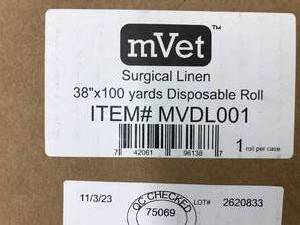 mVet
Surgical Linen
38"x100 yards Disposable Roll
ITEM# MVDL001
7 42061 96138 7
1 roll per case
11/3/23
QC CHECKED
75069
LOT# 2620833